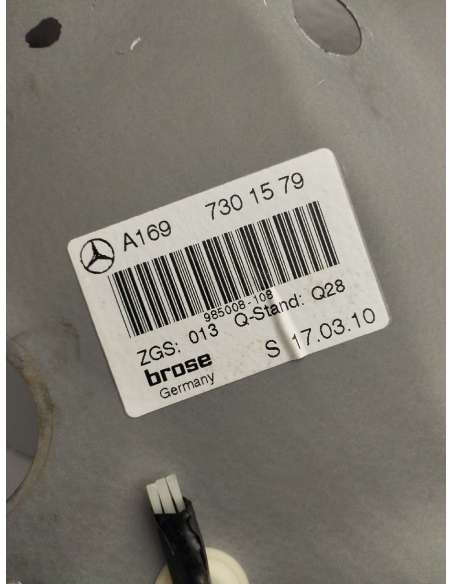 A169 730 15 79
985008-108
ZGS: 013 Q-Stand: Q28
brose S 17.03.10
Germany